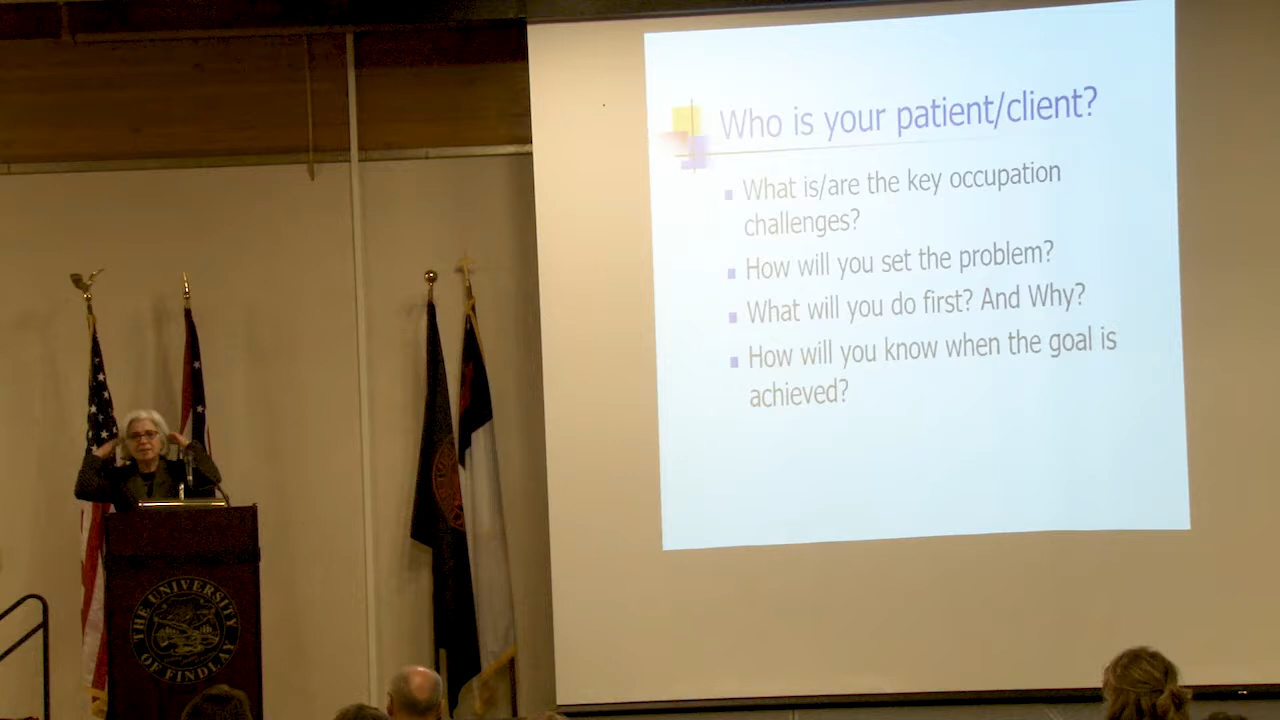 Who is your patient/client?
What is/are the key occupation
challenges?
How will you set the problem?
What will you do first? And Why?
How will you know when the goal is
achieved?
THE UNIVERSITY
OF FINDLAY